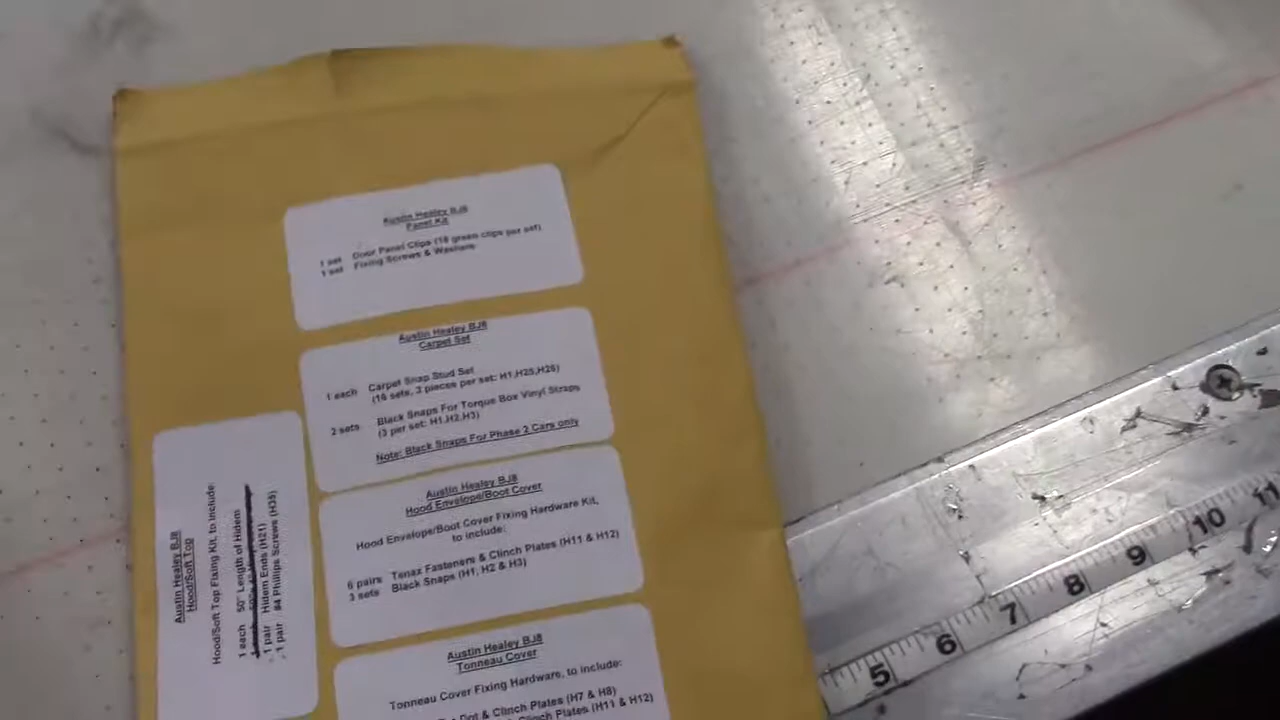 Austin Healey BJ8
Panel Kit
1 set Door Panel Clips (16 green clips per set)
1 set Fixing Screws & Washers
Austin Healey BJ8
Carpet Set
1 each Carpet Snap Stud Set
(16 sets, 3 pieces per set: H1,H25,H26)
2 sets Black Snaps For Torque Box Vinyl Straps
(3 per set: H1,H2,H3)
Note: Black Snaps For Phase 2 Cars only
Austin Healey BJ8
Hood Envelope/Boot Cover
Hood Envelope/Boot Cover Fixing Hardware Kit,
to include:
6 pairs Tenax Fasteners & Clinch Plates (H11 & H12)
3 sets Black Snaps (H1, H2 & H3)
Austin Healey BJ8
Tonneau Cover
Tonneau Cover Fixing Hardware, to include:
Dot & Clinch Plates (H7 & H8)
& Clinch Plates (H11 & H12)
Austin Healey BJ8
Hood/Soft Top
Hood/Soft Top Fixing Kit, to include:
1 each 50" Length of Hidem
1 pair Hidem Ends (H21)
1 pair #4 Phillips Screws (H35)
5 6 7 8 9 10 11